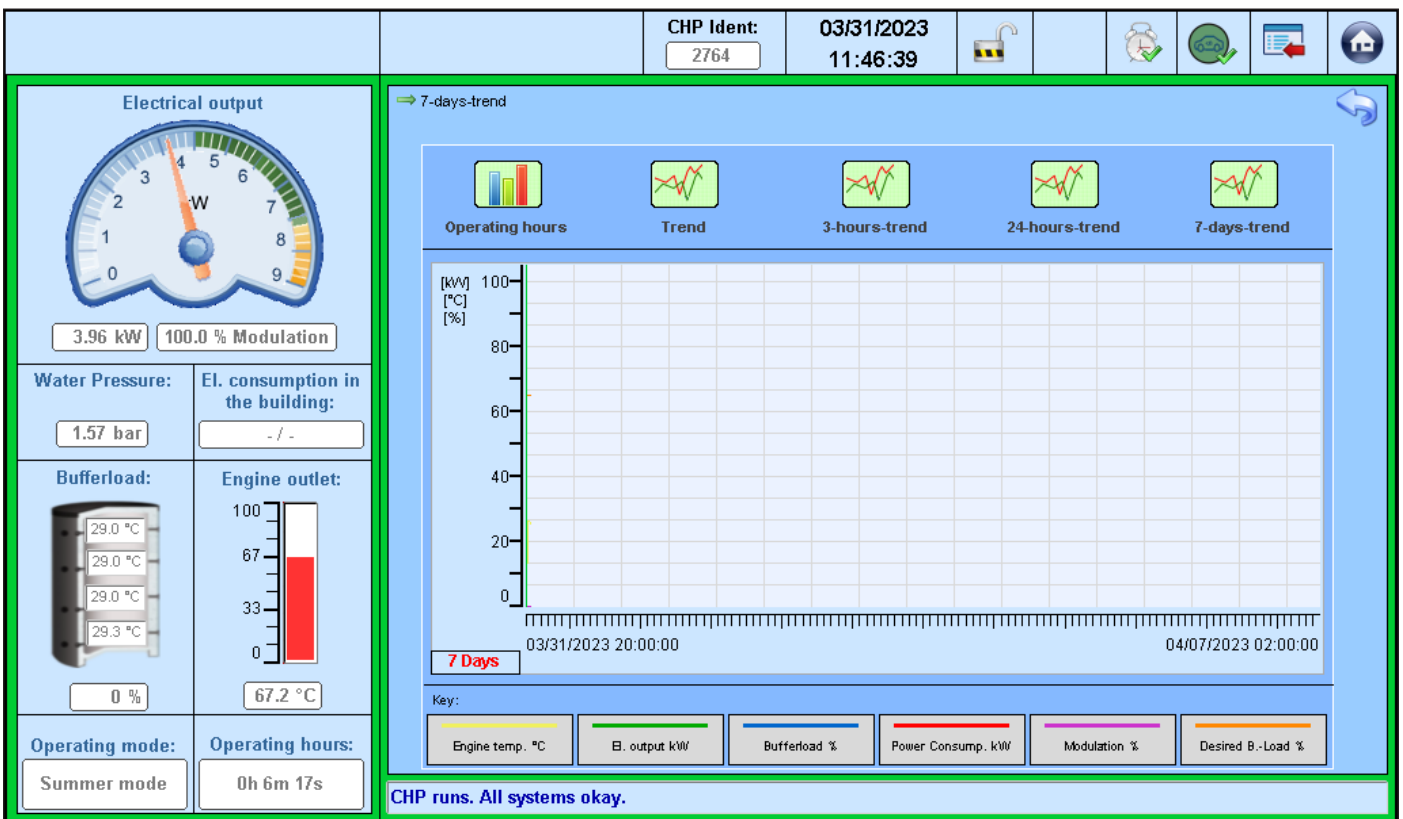 CHP Ident:
2764
03/31/2023
11:46:39
Electrical output
0
1
2
3
4
5
6
7
8
9
W
3.96 kW
100.0 % Modulation
Water Pressure:
1.57 bar
El. consumption in
the building:
- / -
Bufferload:
29.0 °C
29.0 °C
29.0 °C
29.3 °C
0 %
Engine outlet:
100
67
33
0
67.2 °C
Operating mode:
Summer mode
Operating hours:
0h 6m 17s
7-days-trend
Operating hours
Trend
3-hours-trend
24-hours-trend
7-days-trend
[kW]
[°C]
[%]
100
80
60
40
20
0
03/31/2023 20:00:00
04/07/2023 02:00:00
7 Days
Key:
Engine temp. °C
El. output kW
Bufferload %
Power Consump. kW
Modulation %
Desired B.-Load %
CHP runs. All systems okay.